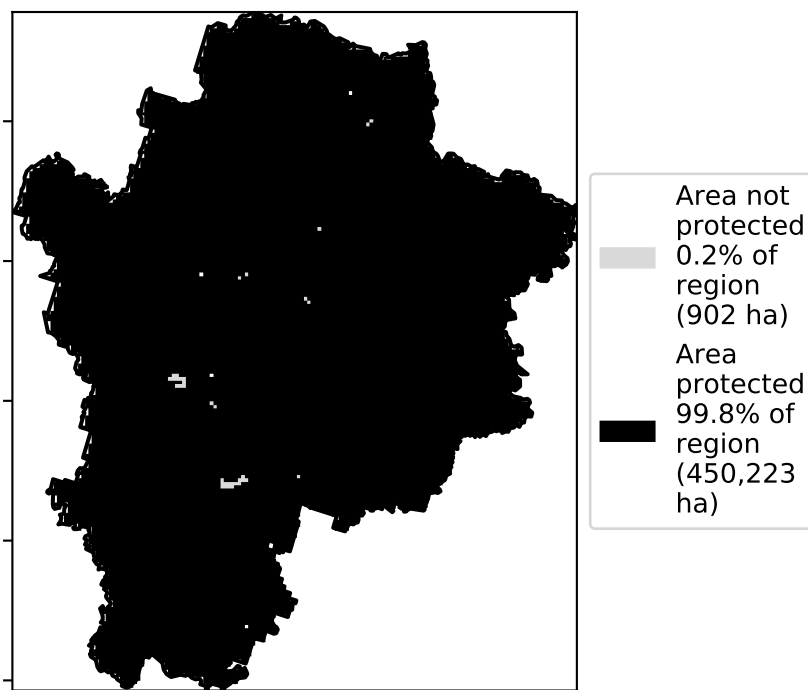 Area not
protected
0.2% of
region
(902 ha)
Area
protected
99.8% of
region
(450,223
ha)